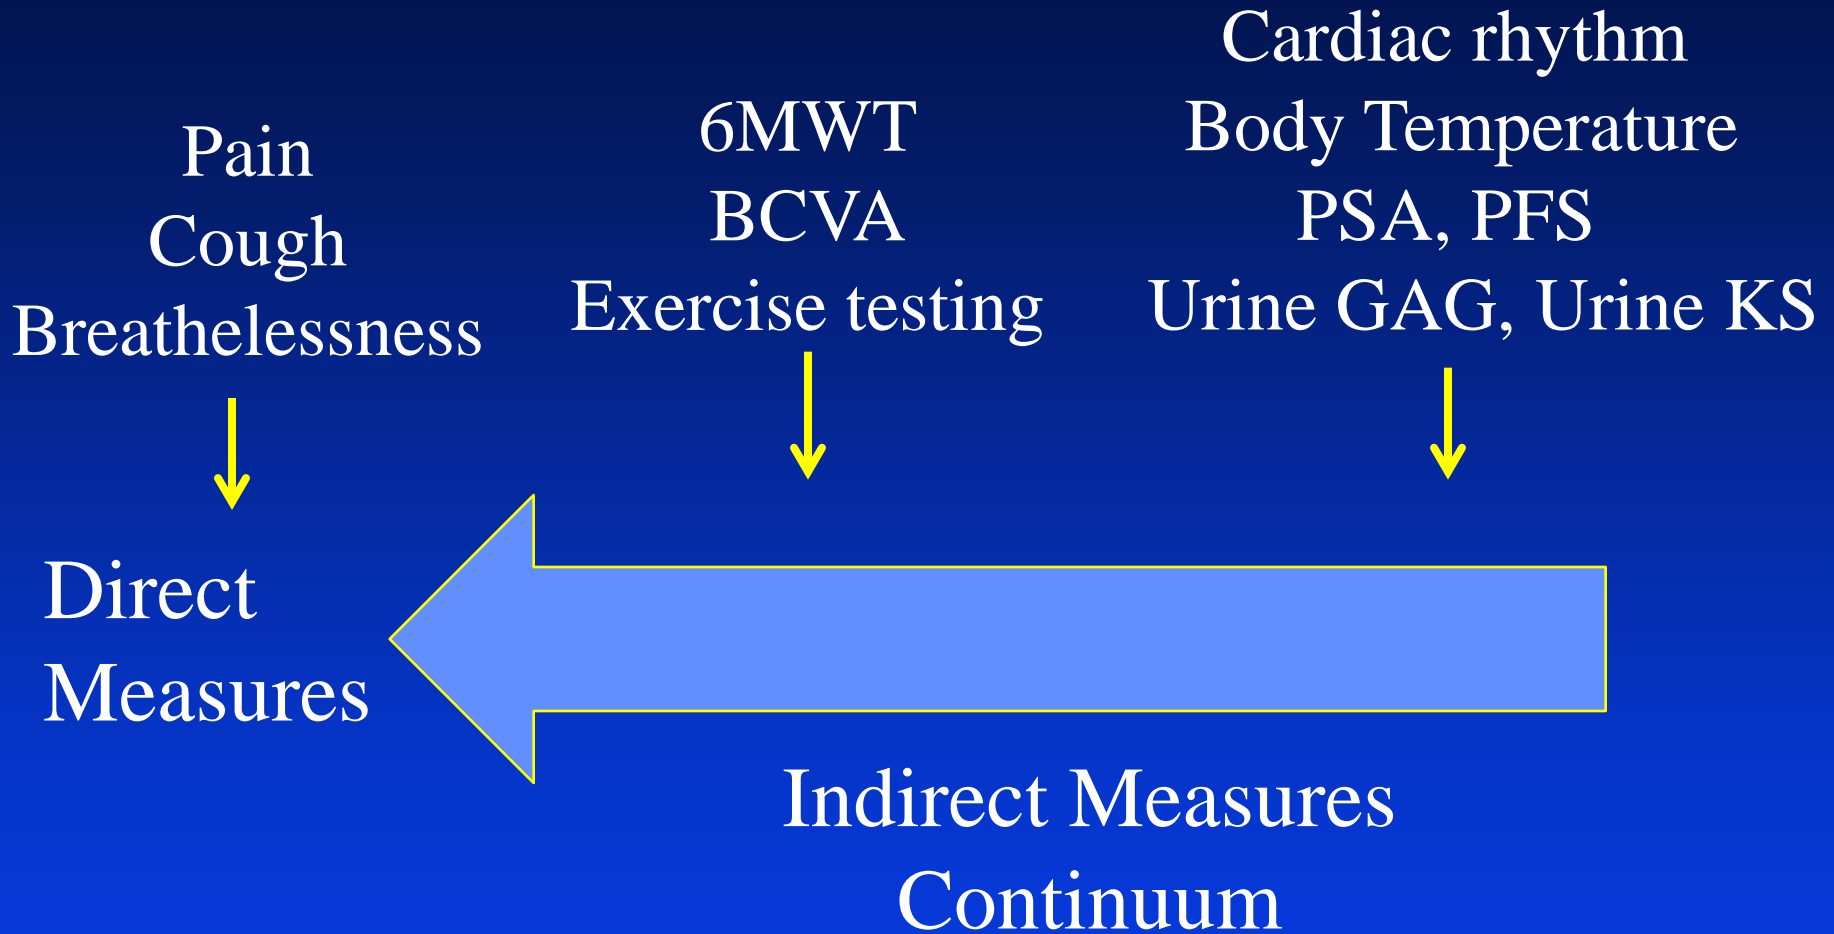 Pain
Cough
Breathelessness
6MWT
BCVA
Exercise testing
Cardiac rhythm
Body Temperature
PSA, PFS
Urine GAG, Urine KS
Direct
Measures
Indirect Measures
Continuum